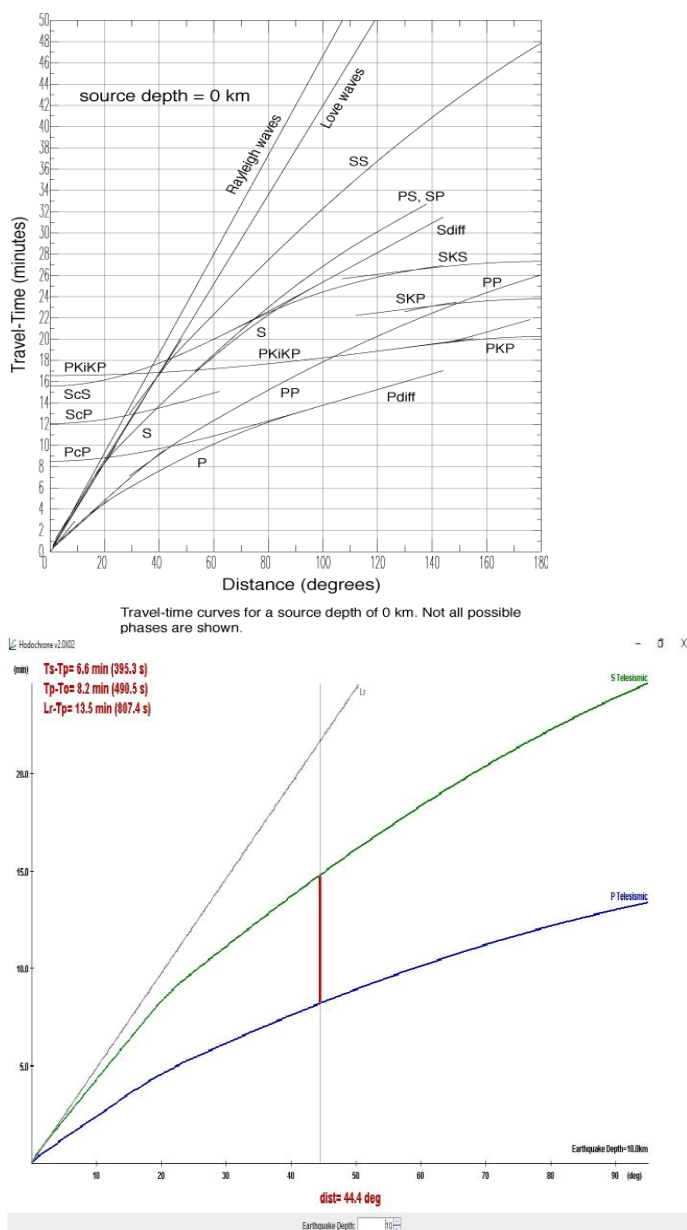 50
48
46
44
42
40
38
36
34
32
30
28
26
24
22
20
18
16
14
12
10
8
6
4
2
0
Travel-Time (minutes)
source depth = 0 km
Rayleigh waves
Love waves
SS
PS, SP
Sdiff
SKS
PP
SKP
S
PKiKP
PKiKP
PKP
ScS
PP
Pdiff
ScP
S
PcP
P
0 20 40 60 80 100 120 140 160 180
Distance (degrees)
Travel-time curves for a source depth of 0 km. Not all possible
phases are shown.
Hodochrone v2.0X02
(min)
Ts-Tp= 6.6 min (395.3 s)
Tp-To= 8.2 min (490.5 s)
Lr-Tp= 13.5 min (807.4 s)
Lr
S Telesismic
20.0
15.0
P Telesismic
10.0
5.0
Earthquake Depth=10.0km
10 20 30 40 50 60 70 80 90 (deg)
dist= 44.4 deg
Earthquake Depth: 10